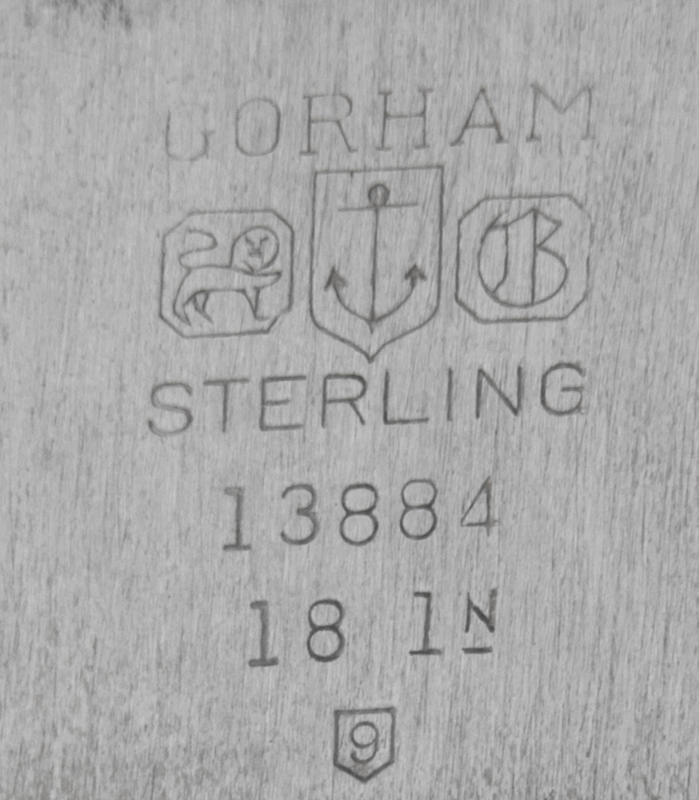 GORHAM
STERLING
13884
18 1N
9